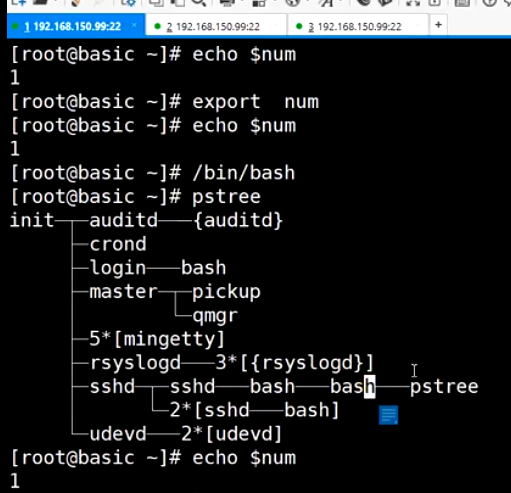 1 192.168.150.99:22 2 192.168.150.99:22 3 192.168.150.99:22 +
[root@basic ~]# echo $num
1
[root@basic ~]# export  num
[root@basic ~]# echo $num
1
[root@basic ~]# /bin/bash
[root@basic ~]# pstree
init─┬─auditd───{auditd}
     ├─crond
     ├─login───bash
     ├─master─┬─pickup
     │        └─qmgr
     ├─5*[mingetty]
     ├─rsyslogd───3*[{rsyslogd}]
     ├─sshd─┬─sshd───bash───bash───pstree
     │      └─2*[sshd───bash]
     └─udevd───2*[udevd]
[root@basic ~]# echo $num
1